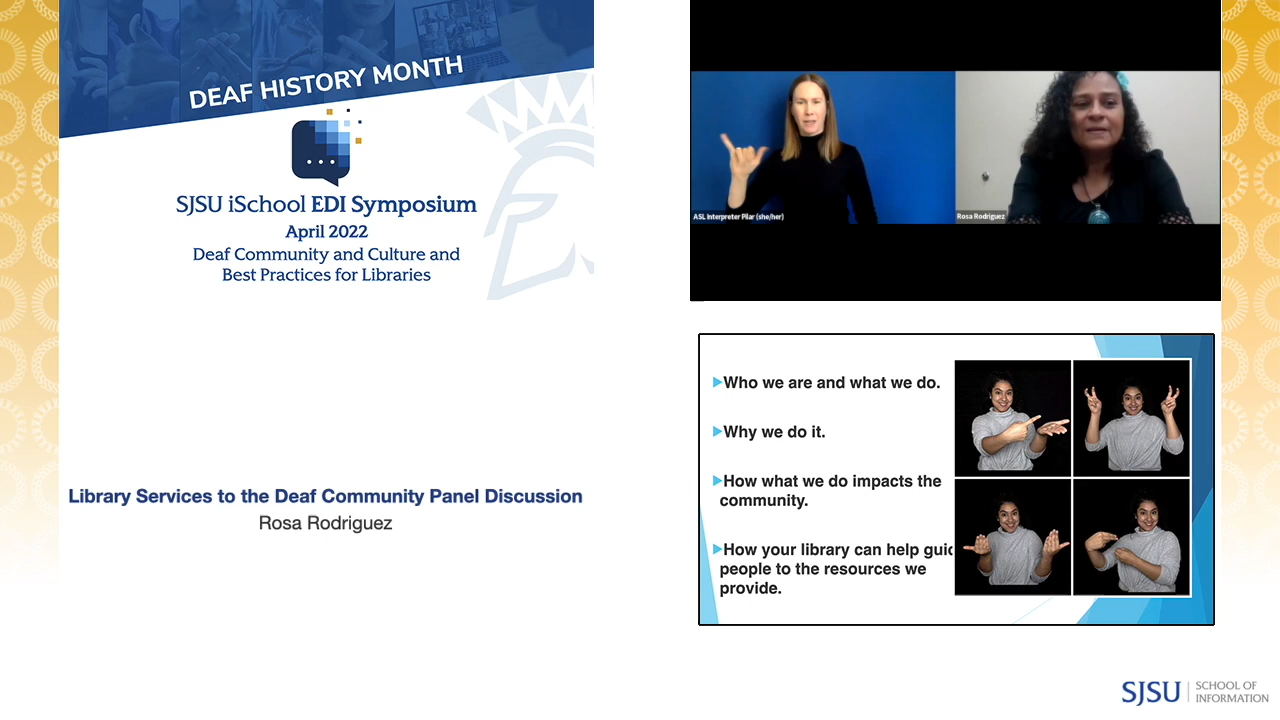 DEAF HISTORY MONTH
SJSU iSchool EDI Symposium
April 2022
Deaf Community and Culture and
Best Practices for Libraries
Library Services to the Deaf Community Panel Discussion
Rosa Rodriguez
ASL Interpreter Pilar (she/her)
Rosa Rodriguez
Who we are and what we do.
Why we do it.
How what we do impacts the
community.
How your library can help guid
people to the resources we
provide.
SJSU
SCHOOL OF
INFORMATION